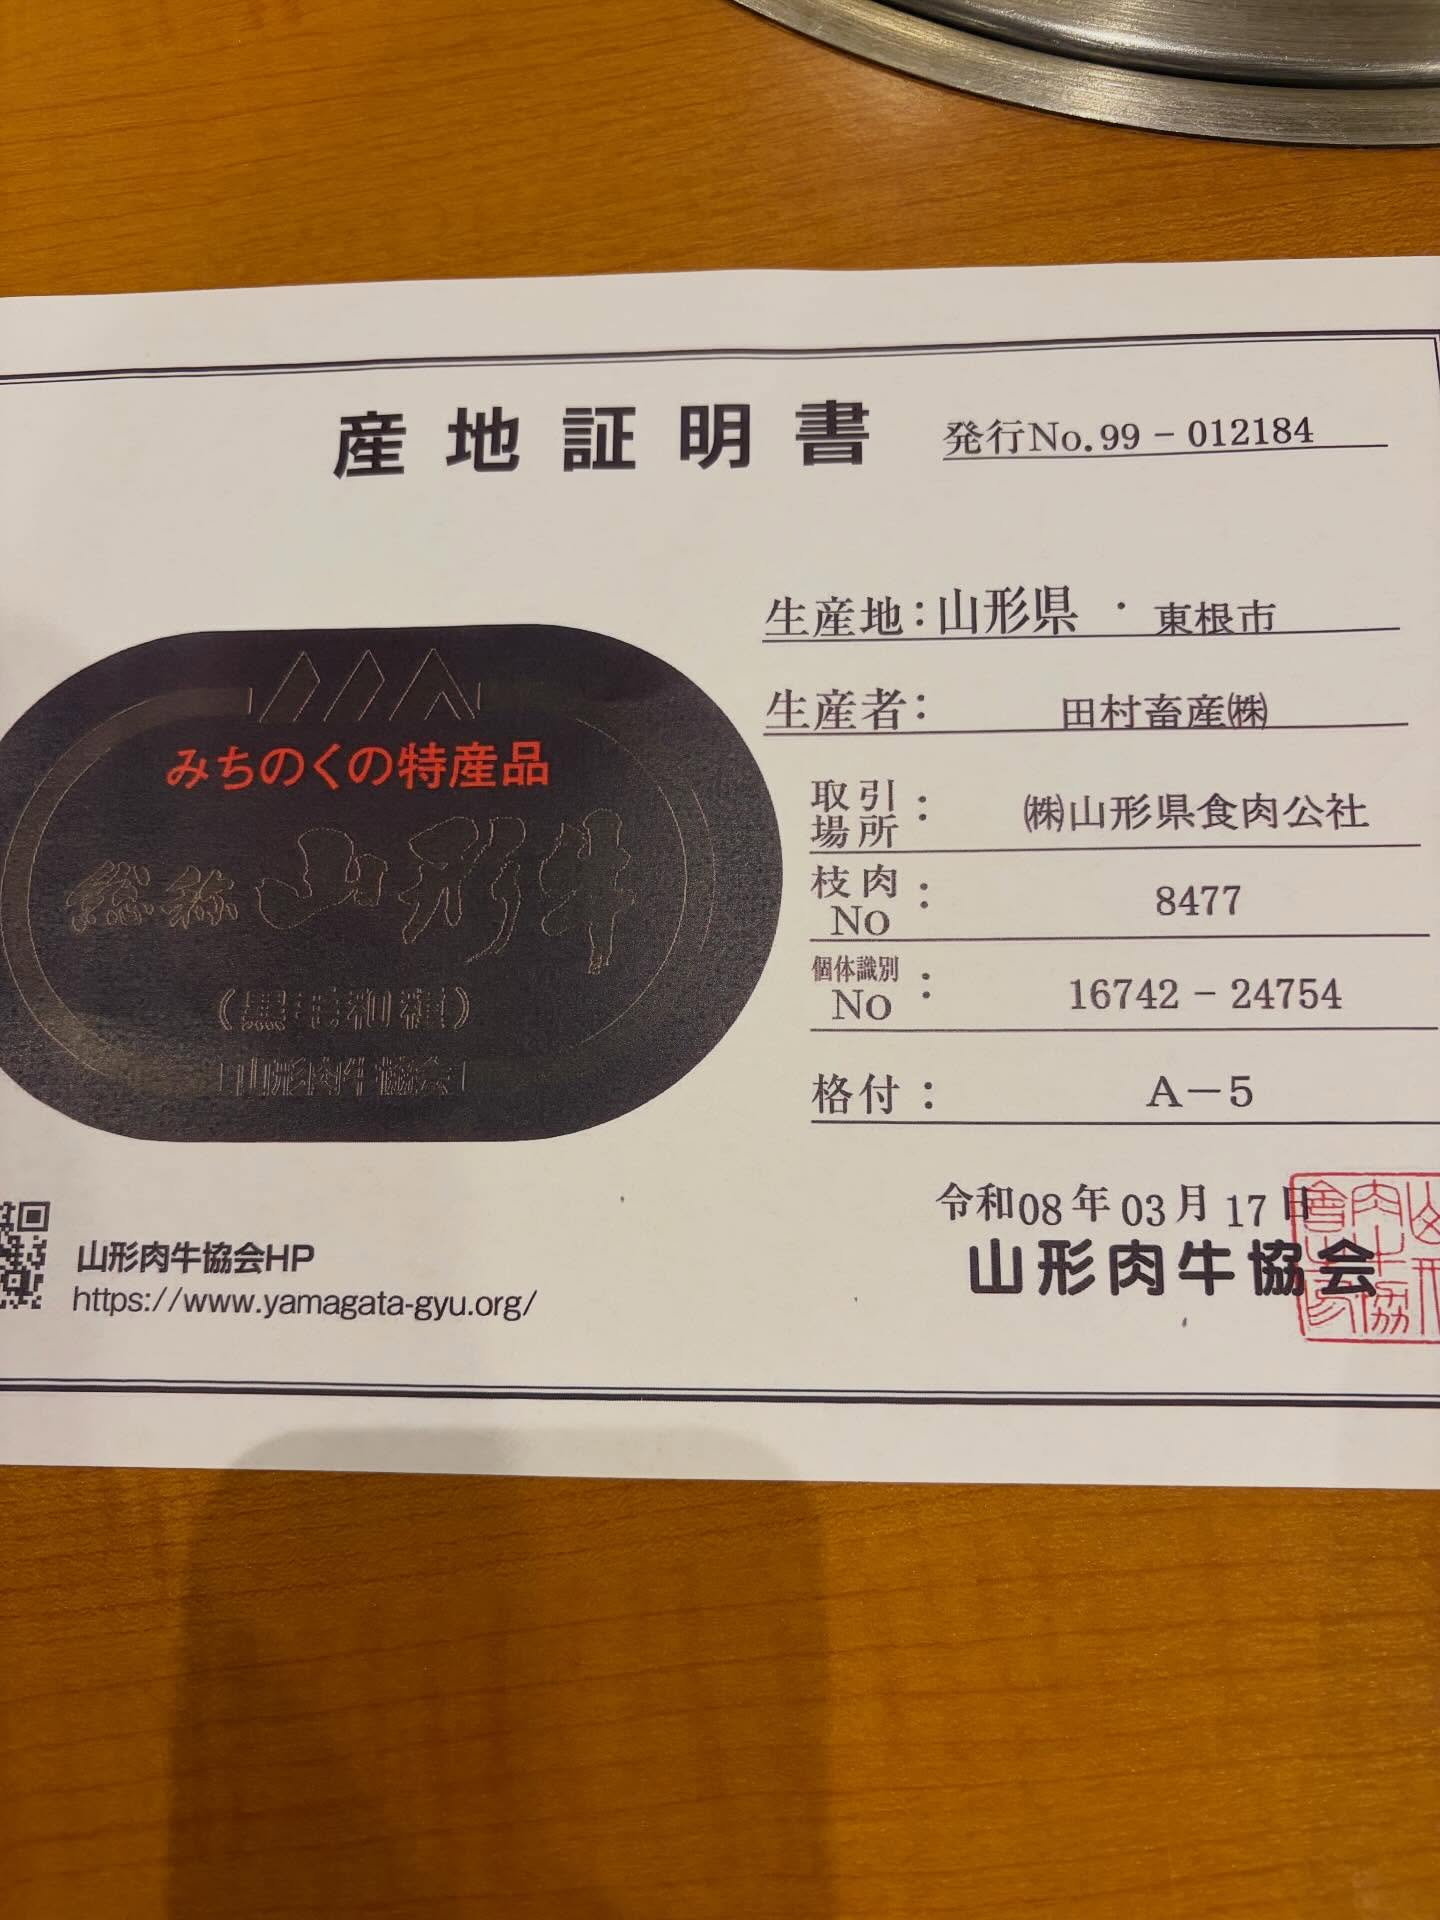 産地証明書
発行No.99-012184
生産地:山形県・東根市
生産者: 田村畜産㈱
取引場所: ㈱山形県食肉公社
枝肉No: 8477
個体識別No: 16742-24754
格付: A-5
みちのくの特産品
総称 山形牛
(黒毛和種)
山形肉牛協会
令和08年03月17日
山形肉牛協会
山形肉牛協会HP
https://www.yamagata-gyu.org/